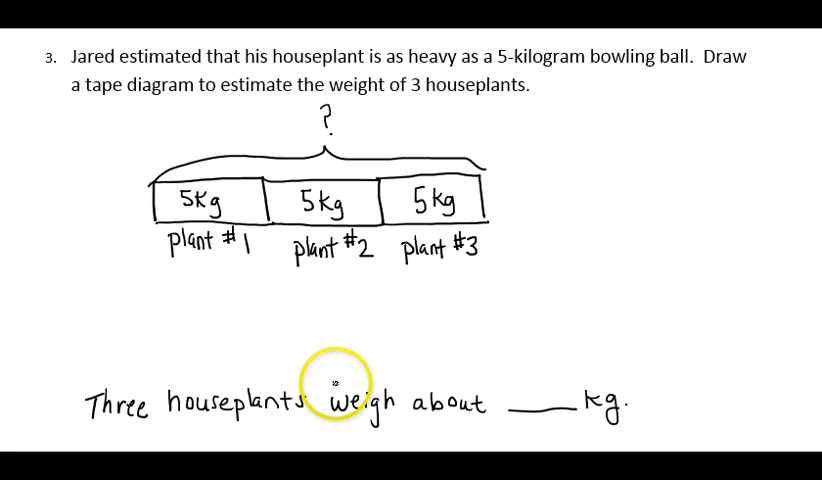 3. Jared estimated that his houseplant is as heavy as a 5-kilogram bowling ball. Draw
a tape diagram to estimate the weight of 3 houseplants.
?
5kg 5kg 5kg
plant #1 plant #2 plant #3
Three houseplants weigh about ___ kg.